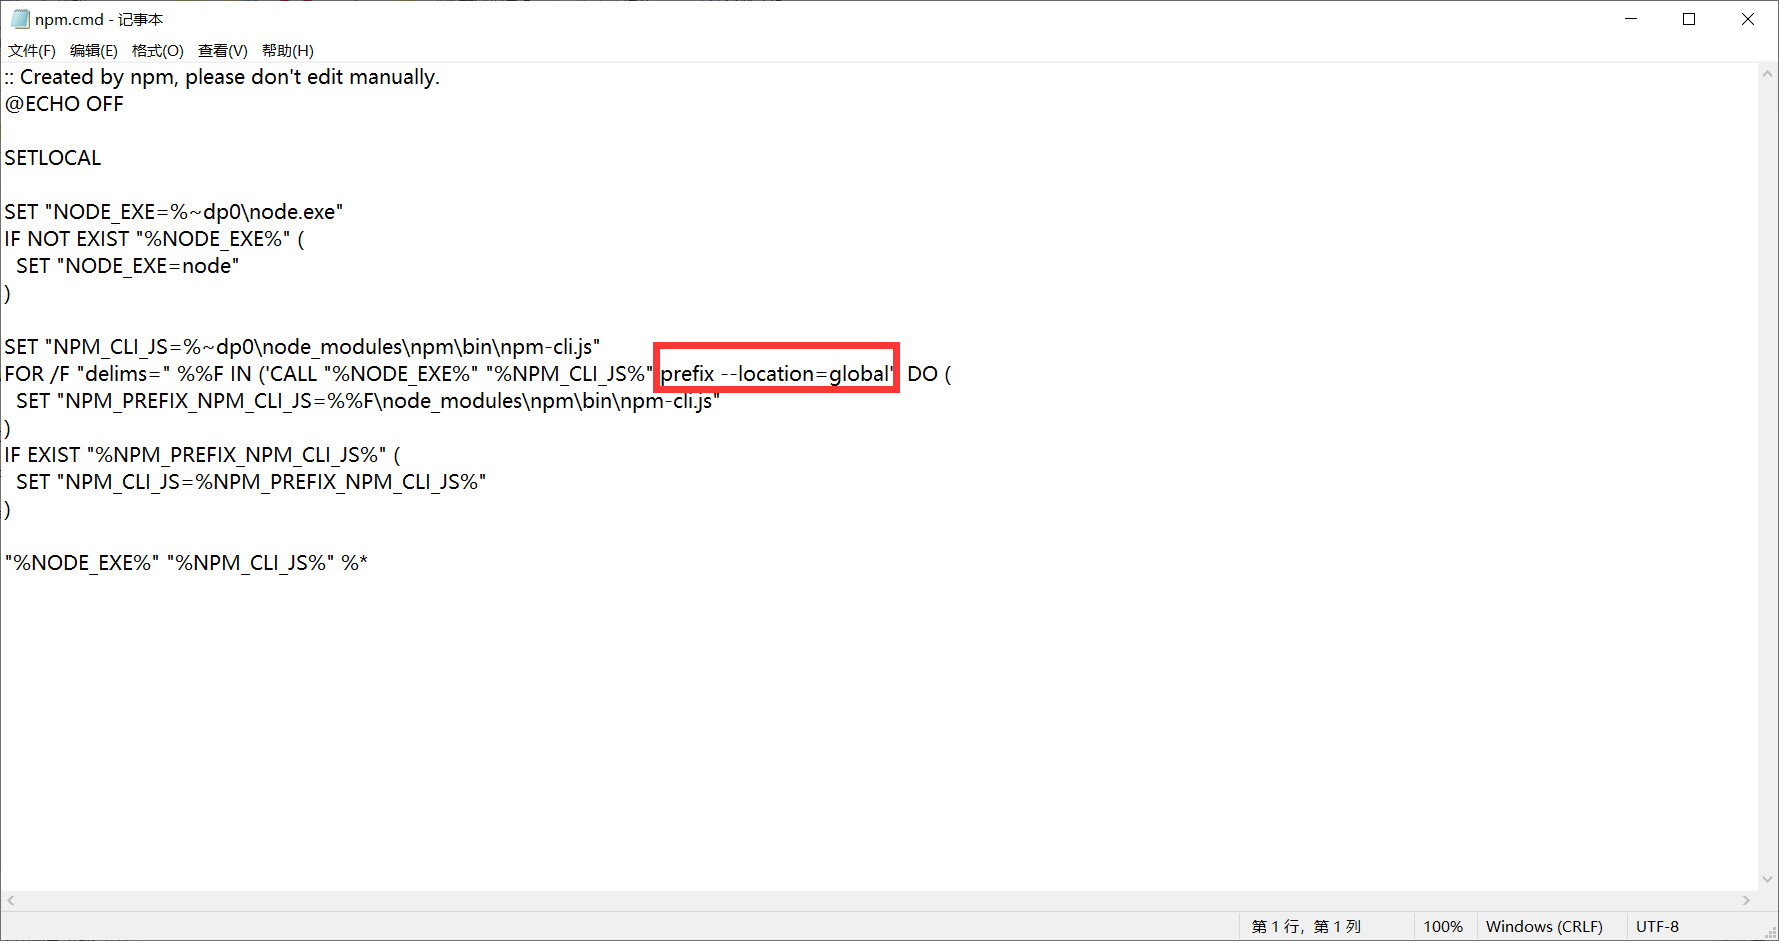 npm.cmd - 记事本
文件(F) 编辑(E) 格式(O) 查看(V) 帮助(H)
:: Created by npm, please don't edit manually.
@ECHO OFF
SETLOCAL
SET "NODE_EXE=%~dp0\node.exe"
IF NOT EXIST "%NODE_EXE%" (
  SET "NODE_EXE=node"
)
SET "NPM_CLI_JS=%~dp0\node_modules\npm\bin\npm-cli.js"
FOR /F "delims=" %%F IN ('CALL "%NODE_EXE%" "%NPM_CLI_JS%" prefix --location=global' DO (
  SET "NPM_PREFIX_NPM_CLI_JS=%%F\node_modules\npm\bin\npm-cli.js"
)
IF EXIST "%NPM_PREFIX_NPM_CLI_JS%" (
  SET "NPM_CLI_JS=%NPM_PREFIX_NPM_CLI_JS%"
)
"%NODE_EXE%" "%NPM_CLI_JS%" %*
第 1 行，第 1 列 100% Windows (CRLF) UTF-8